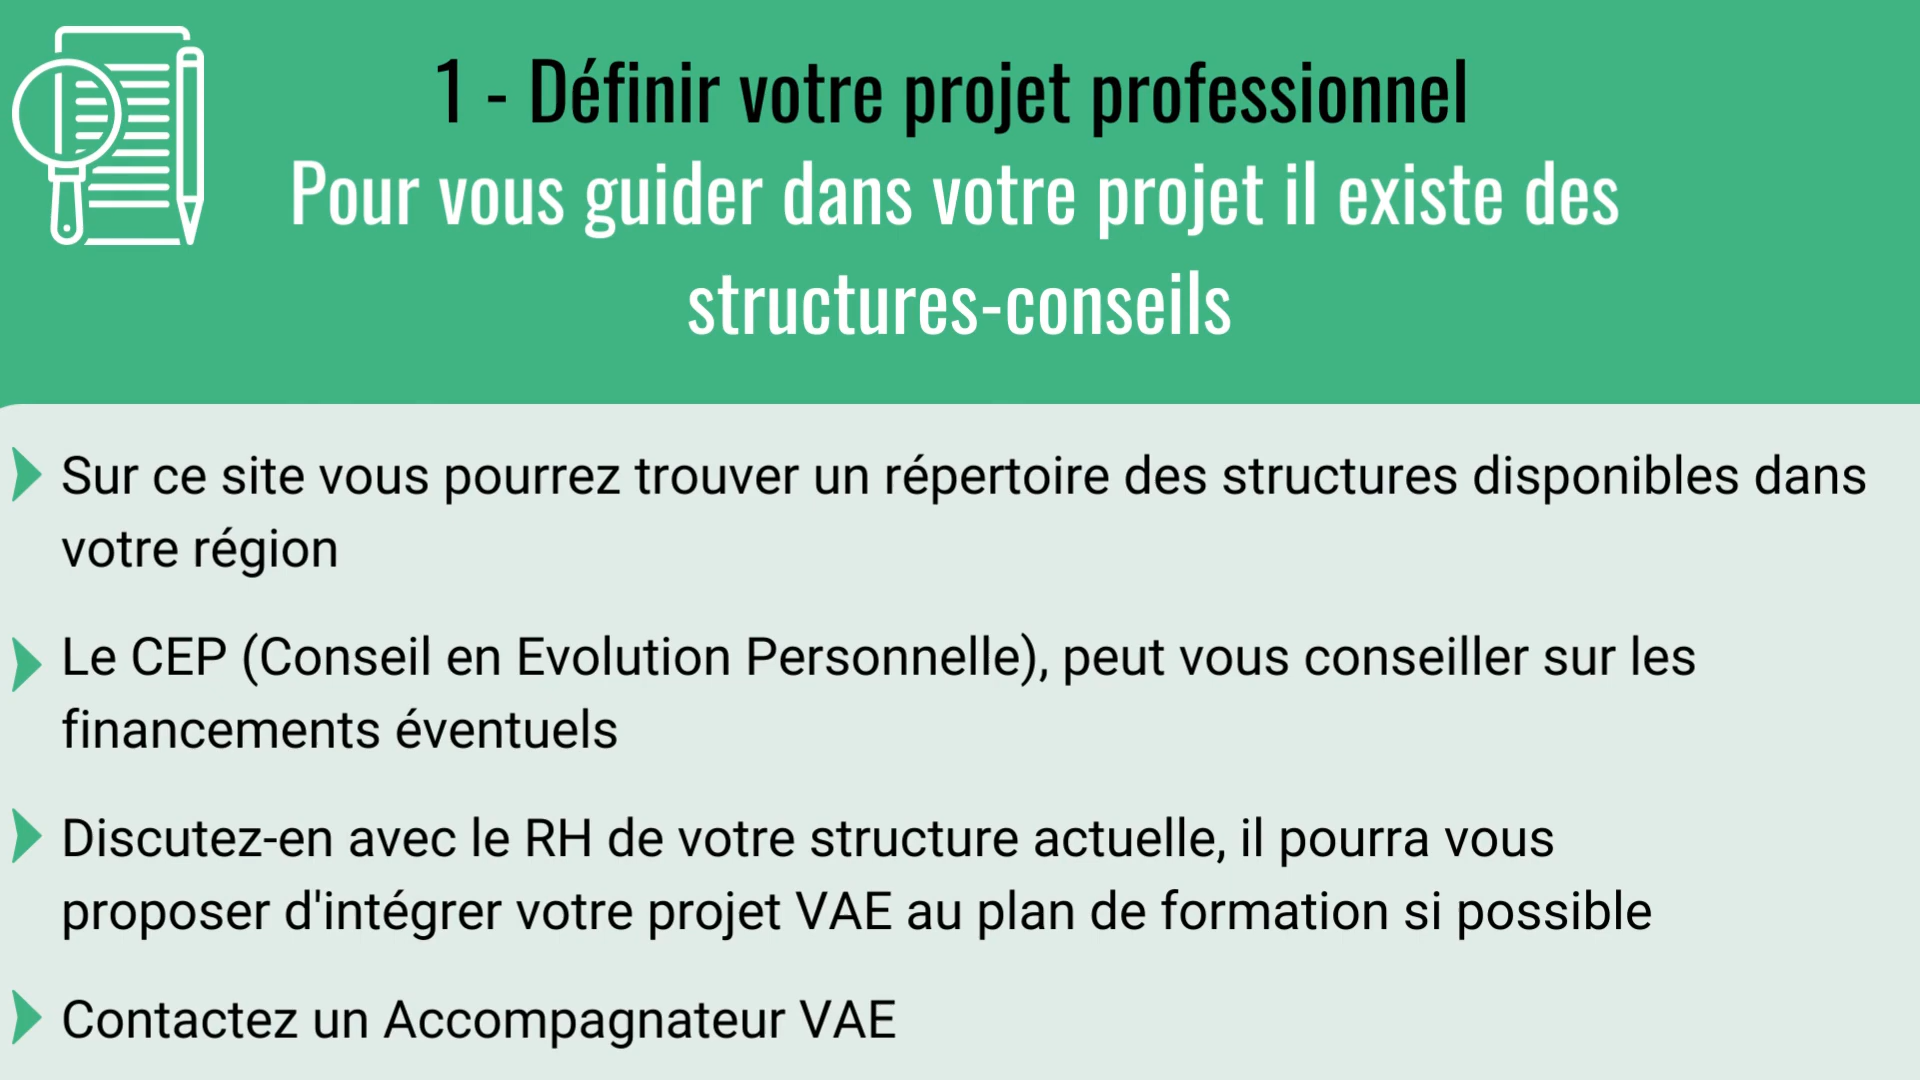 1 - Définir votre projet professionnel
Pour vous guider dans votre projet il existe des
structures-conseils
Sur ce site vous pourrez trouver un répertoire des structures disponibles dans
votre région
Le CEP (Conseil en Evolution Personnelle), peut vous conseiller sur les
financements éventuels
Discutez-en avec le RH de votre structure actuelle, il pourra vous
proposer d'intégrer votre projet VAE au plan de formation si possible
Contactez un Accompagnateur VAE